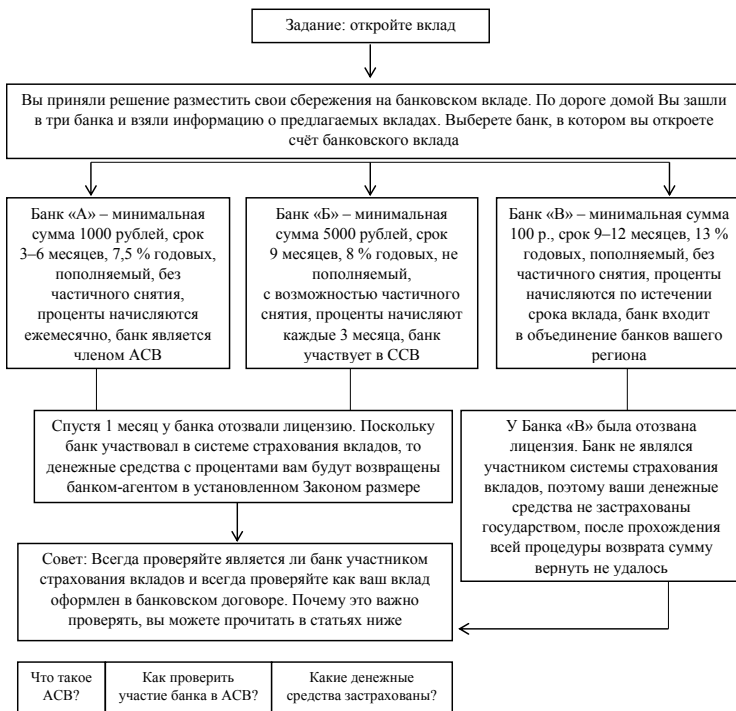 Задание: откройте вклад
Вы приняли решение разместить свои сбережения на банковском вкладе. По дороге домой Вы зашли
в три банка и взяли информацию о предлагаемых вкладах. Выберете банк, в котором вы откроете
счёт банковского вклада
Банк «А» – минимальная
сумма 1000 рублей, срок
3–6 месяцев, 7,5 % годовых,
пополняемый, без
частичного снятия,
проценты начисляются
ежемесячно, банк является
членом АСВ
Банк «Б» – минимальная
сумма 5000 рублей, срок
9 месяцев, 8 % годовых, не
пополняемый,
с возможностью частичного
снятия, проценты начисляют
каждые 3 месяца, банк
участвует в ССВ
Банк «В» – минимальная сумма
100 р., срок 9–12 месяцев, 13 %
годовых, пополняемый, без
частичного снятия, проценты
начисляются по истечении
срока вклада, банк входит
в объединение банков вашего
региона
Спустя 1 месяц у банка отозвали лицензию. Поскольку
банк участвовал в системе страхования вкладов, то
денежные средства с процентами вам будут возвращены
банком-агентом в установленном Законом размере
У Банка «В» была отозвана
лицензия. Банк не являлся
участником системы страхования
вкладов, поэтому ваши денежные
средства не застрахованы
государством, после прохождения
всей процедуры возврата сумму
вернуть не удалось
Совет: Всегда проверяйте является ли банк участником
страхования вкладов и всегда проверяйте как ваш вклад
оформлен в банковском договоре. Почему это важно
проверять, вы можете прочитать в статьях ниже
Что такое
АСВ?
Как проверить
участие банка в АСВ?
Какие денежные
средства застрахованы?